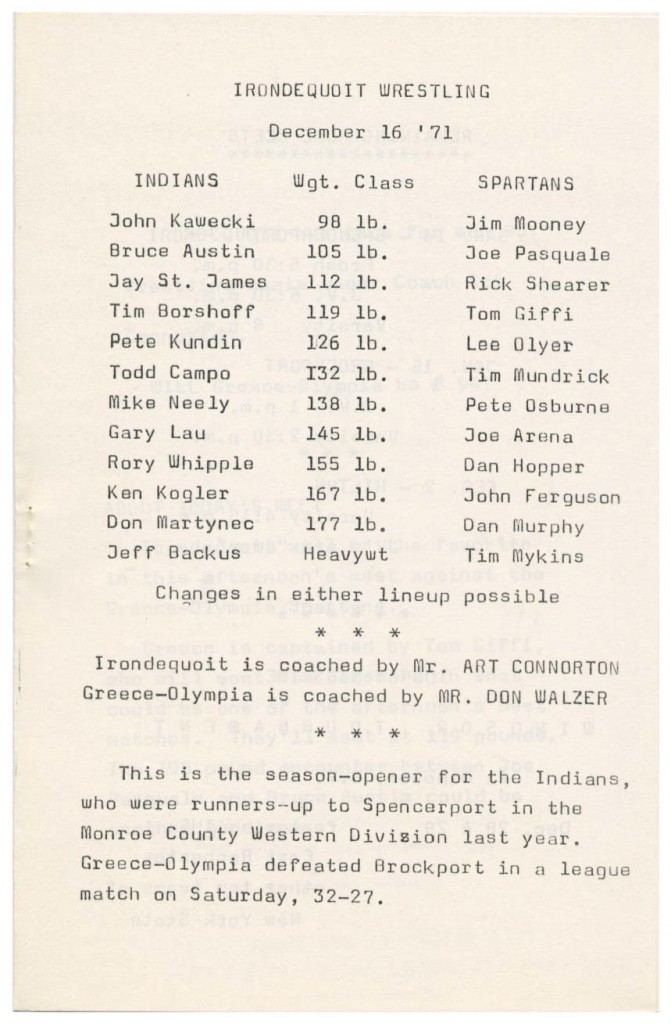 IRONDEQUOIT WRESTLING
December 16 '71
INDIANS Wgt. Class SPARTANS
John Kawecki 98 lb. Jim Mooney
Bruce Austin 105 lb. Joe Pasquale
Jay St. James 112 lb. Rick Shearer
Tim Borshoff 119 lb. Tom Giffi
Pete Kundin 126 lb. Lee Olyer
Todd Campo 132 lb. Tim Mundrick
Mike Neely 138 lb. Pete Osburne
Gary Lau 145 lb. Joe Arena
Rory Whipple 155 lb. Dan Hopper
Ken Kogler 167 lb. John Ferguson
Don Martynec 177 lb. Dan Murphy
Jeff Backus Heavywt Tim Mykins
Changes in either lineup possible
* * *
Irondequoit is coached by Mr. ART CONNORTON
Greece-Olympia is coached by MR. DON WALZER
* * *
This is the season-opener for the Indians,
who were runners-up to Spencerport in the
Monroe County Western Division last year.
Greece-Olympia defeated Brockport in a league
match on Saturday, 32-27.